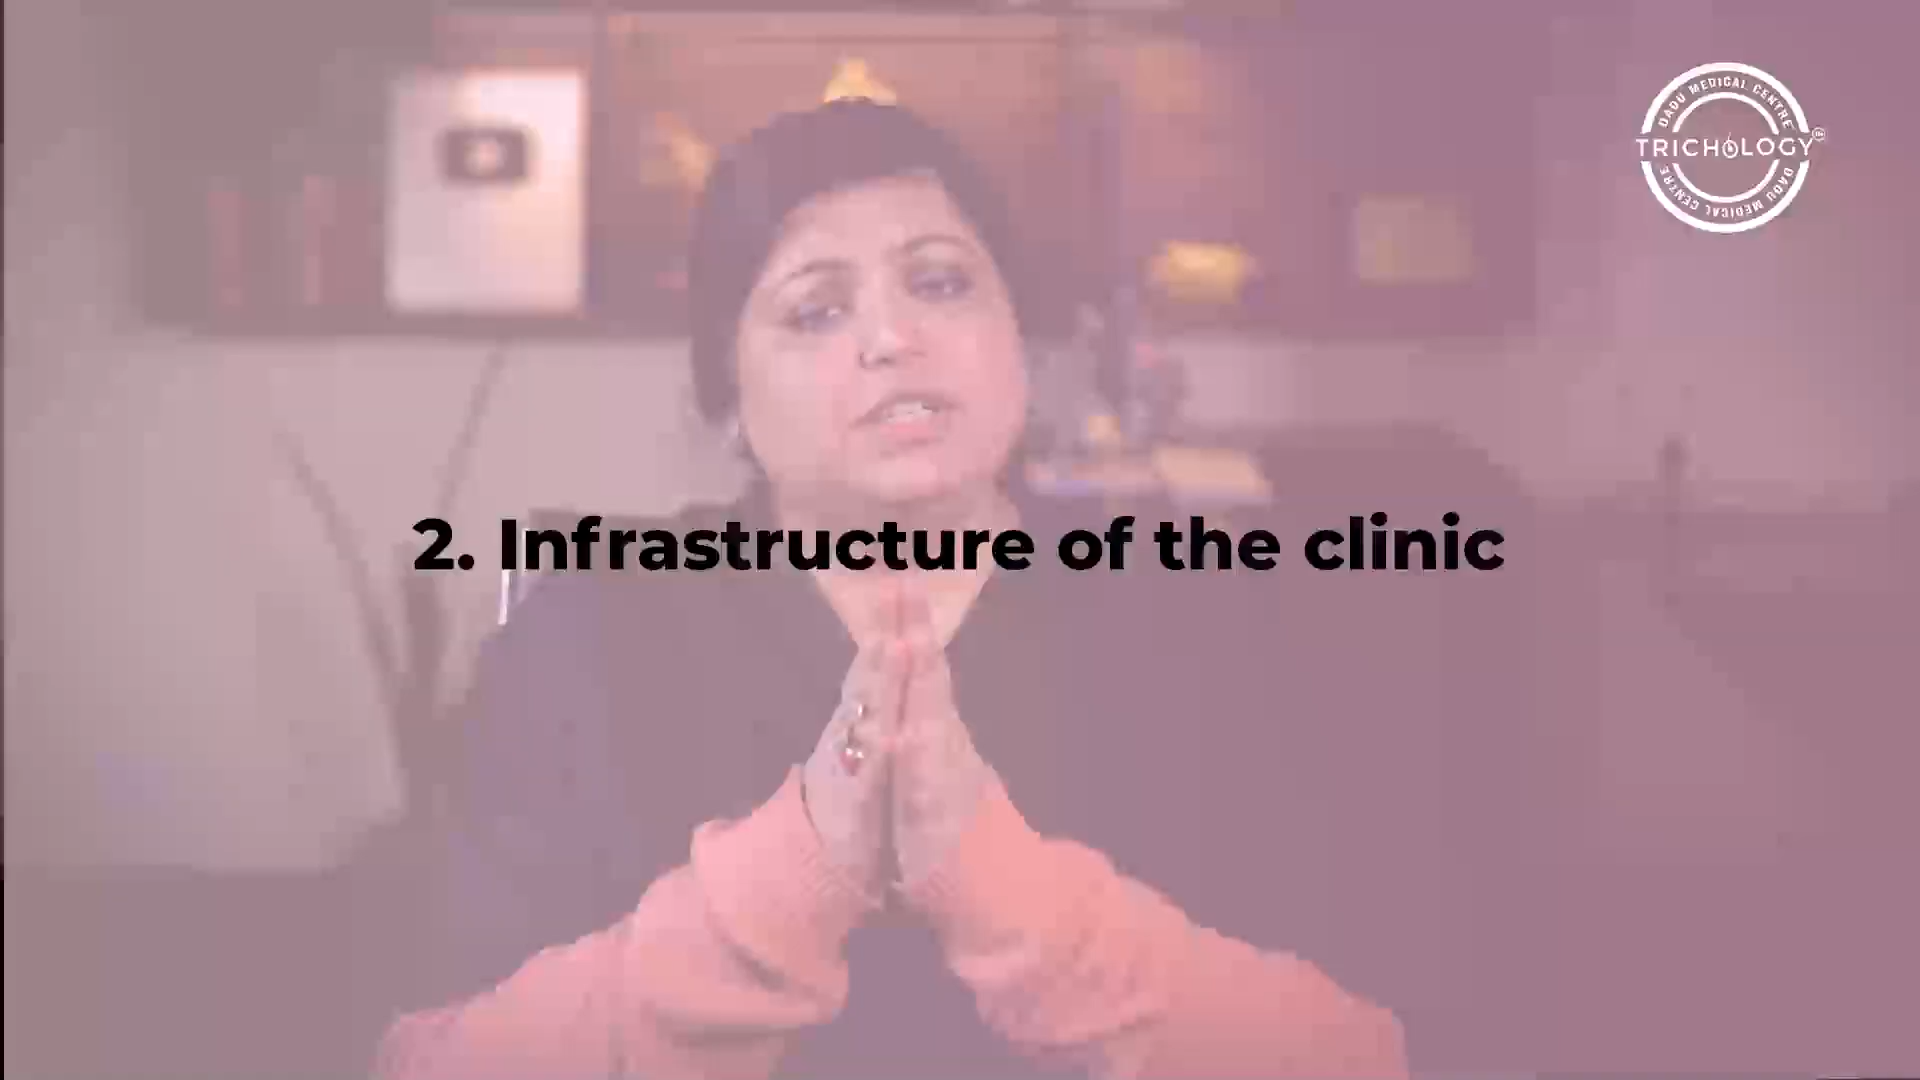 DADU MEDICAL CENTRE
TRICHOLOGY
DADU MEDICAL CENTRE
2. Infrastructure of the clinic